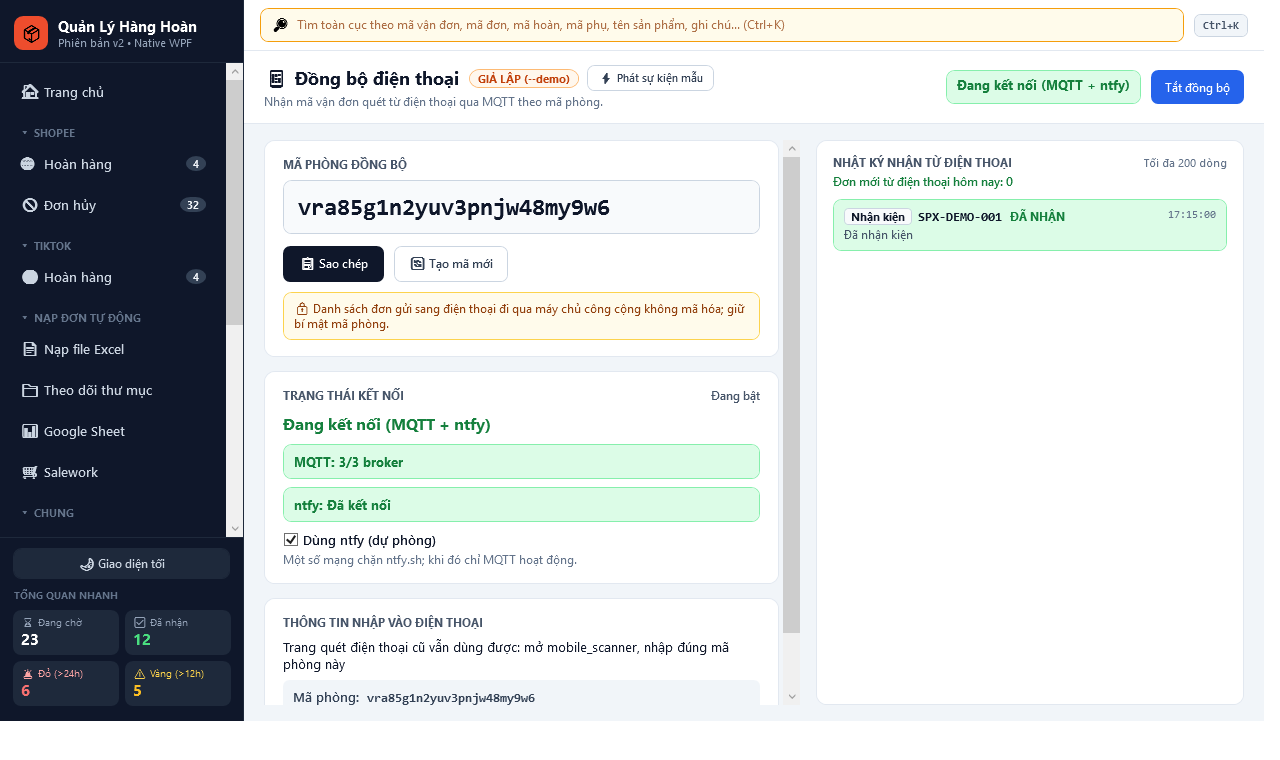 Quản Lý Hàng Hoàn
Phiên bản v2 • Native WPF
Trang chủ
SHOPEE
Hoàn hàng 4
Đơn hủy 32
TIKTOK
Hoàn hàng 4
NẠP ĐƠN TỰ ĐỘNG
Nạp file Excel
Theo dõi thư mục
Google Sheet
Salework
CHUNG
Giao diện tối
TỔNG QUAN NHANH
Đang chờ
23
Đã nhận
12
Đỏ (>24h)
6
Vàng (>12h)
5
Tìm toàn cục theo mã vận đơn, mã đơn, mã hoàn, mã phụ, tên sản phẩm, ghi chú... (Ctrl+K)
Ctrl+K
Đồng bộ điện thoại GIẢ LẬP (--demo) Phát sự kiện mẫu
Nhận mã vận đơn quét từ điện thoại qua MQTT theo mã phòng.
Đang kết nối (MQTT + ntfy)
Tắt đồng bộ
MÃ PHÒNG ĐỒNG BỘ
vra85g1n2yuv3pnjw48my9w6
Sao chép Tạo mã mới
Danh sách đơn gửi sang điện thoại đi qua máy chủ công cộng không mã hóa; giữ
bí mật mã phòng.
TRẠNG THÁI KẾT NỐI Đang bật
Đang kết nối (MQTT + ntfy)
MQTT: 3/3 broker
ntfy: Đã kết nối
Dùng ntfy (dự phòng)
Một số mạng chặn ntfy.sh; khi đó chỉ MQTT hoạt động.
THÔNG TIN NHẬP VÀO ĐIỆN THOẠI
Trang quét điện thoại cũ vẫn dùng được: mở mobile_scanner, nhập đúng mã
phòng này
Mã phòng: vra85g1n2yuv3pnjw48my9w6
NHẬT KÝ NHẬN TỪ ĐIỆN THOẠI Tối đa 200 dòng
Đơn mới từ điện thoại hôm nay: 0
Nhận kiện SPX-DEMO-001 ĐÃ NHẬN 17:15:00
Đã nhận kiện